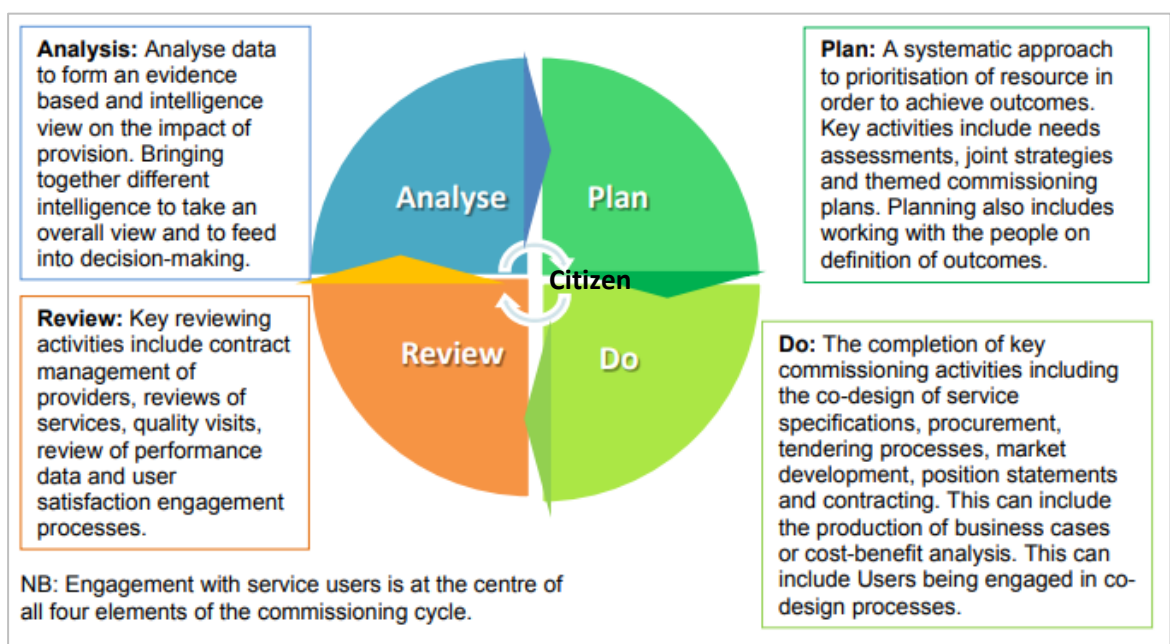 Analysis: Analyse data
to form an evidence
based and intelligence
view on the impact of
provision. Bringing
together different
intelligence to take an
overall view and to feed
into decision-making.
Analyse
Plan
Plan: A systematic approach
to prioritisation of resource in
order to achieve outcomes.
Key activities include needs
assessments, joint strategies
and themed commissioning
plans. Planning also includes
working with the people on
definition of outcomes.
Citizen
Review: Key reviewing
activities include contract
management of
providers, reviews of
services, quality visits,
review of performance
data and user
satisfaction engagement
processes.
Review
Do
Do: The completion of key
commissioning activities including
the co-design of service
specifications, procurement,
tendering processes, market
development, position statements
and contracting. This can include
the production of business cases
or cost-benefit analysis. This can
include Users being engaged in co-
design processes.
NB: Engagement with service users is at the centre of
all four elements of the commissioning cycle.